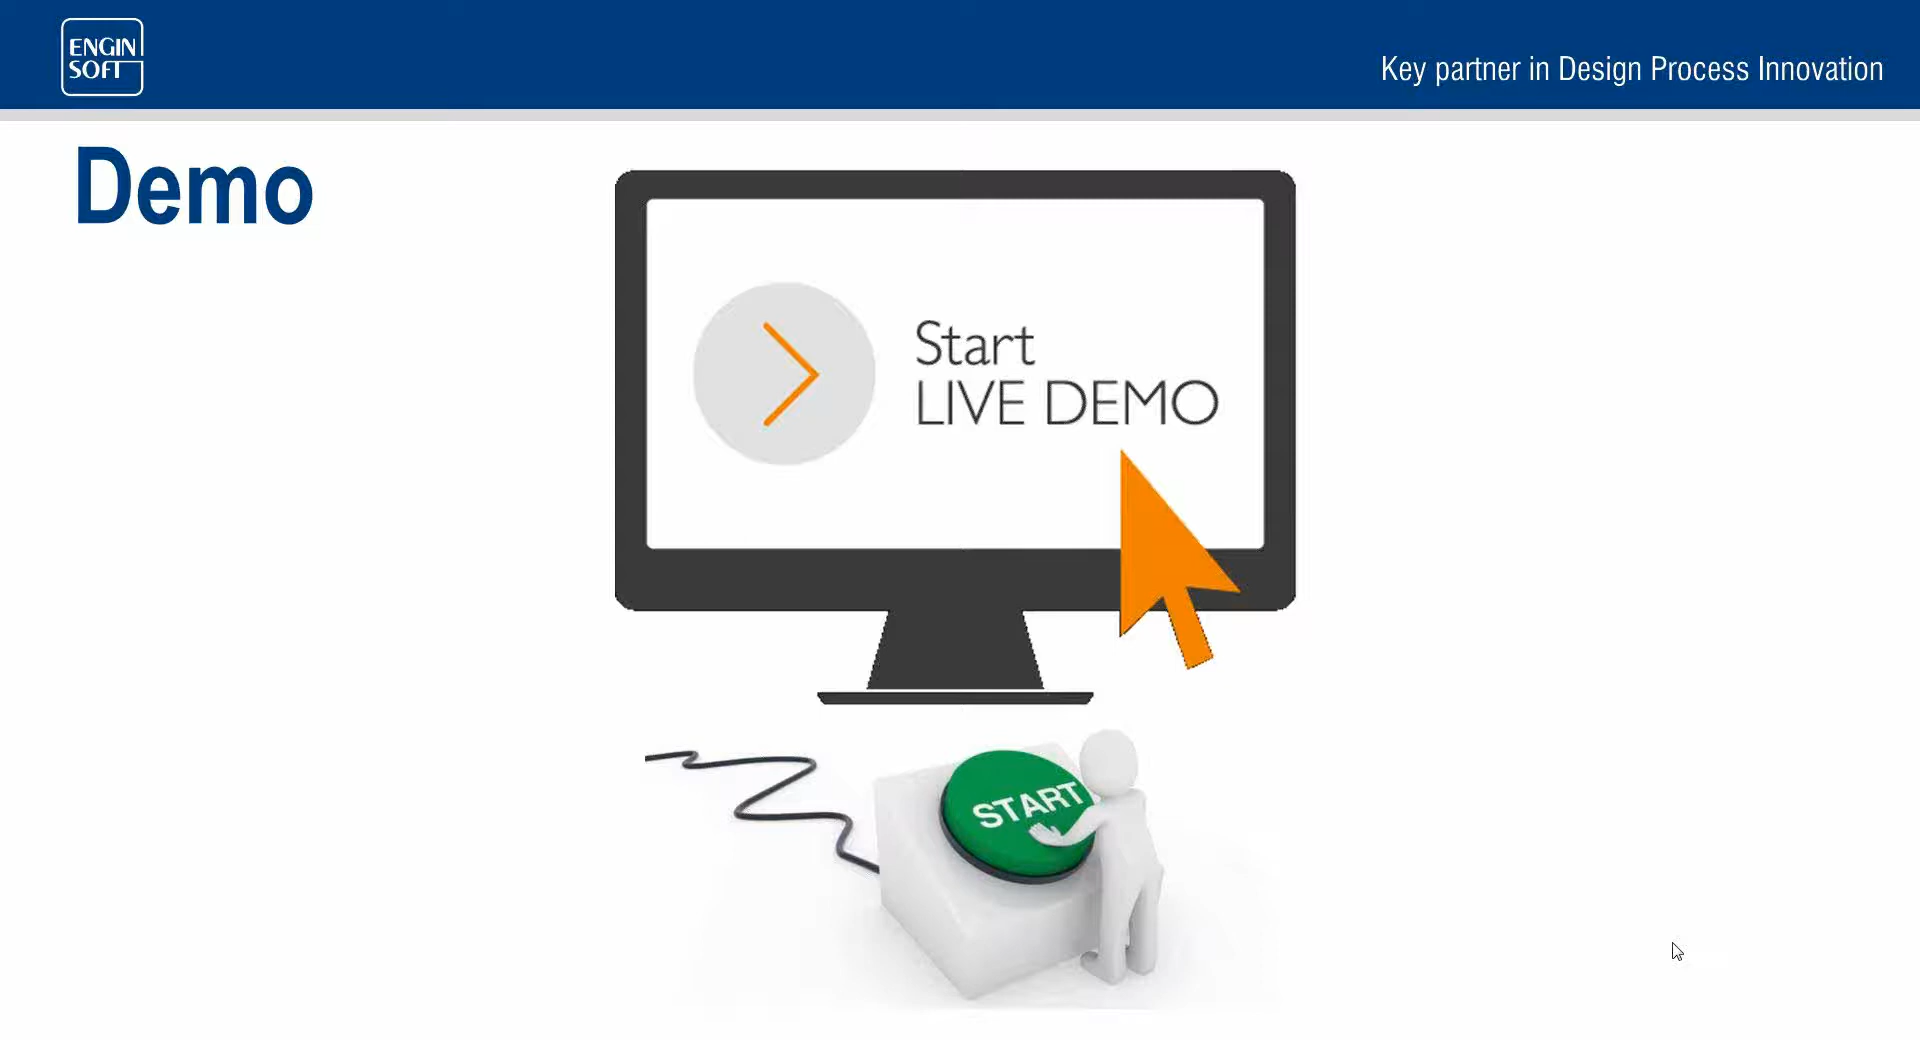 ENGIN
SOFT
Key partner in Design Process Innovation
Demo
Start
LIVE DEMO
START